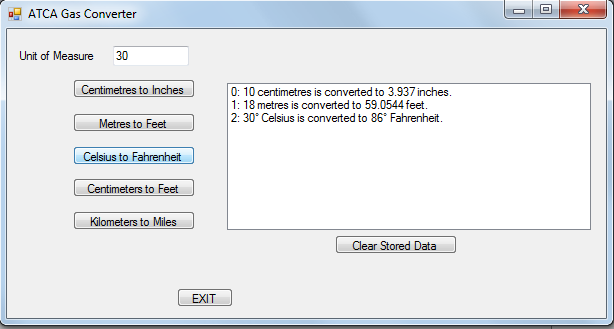 ATCA Gas Converter
Unit of Measure 30
Centimetres to Inches
Metres to Feet
Celsius to Fahrenheit
Centimeters to Feet
Kilometers to Miles
0: 10 centimetres is converted to 3.937 inches.
1: 18 metres is converted to 59.0544 feet.
2: 30° Celsius is converted to 86° Fahrenheit.
Clear Stored Data
EXIT